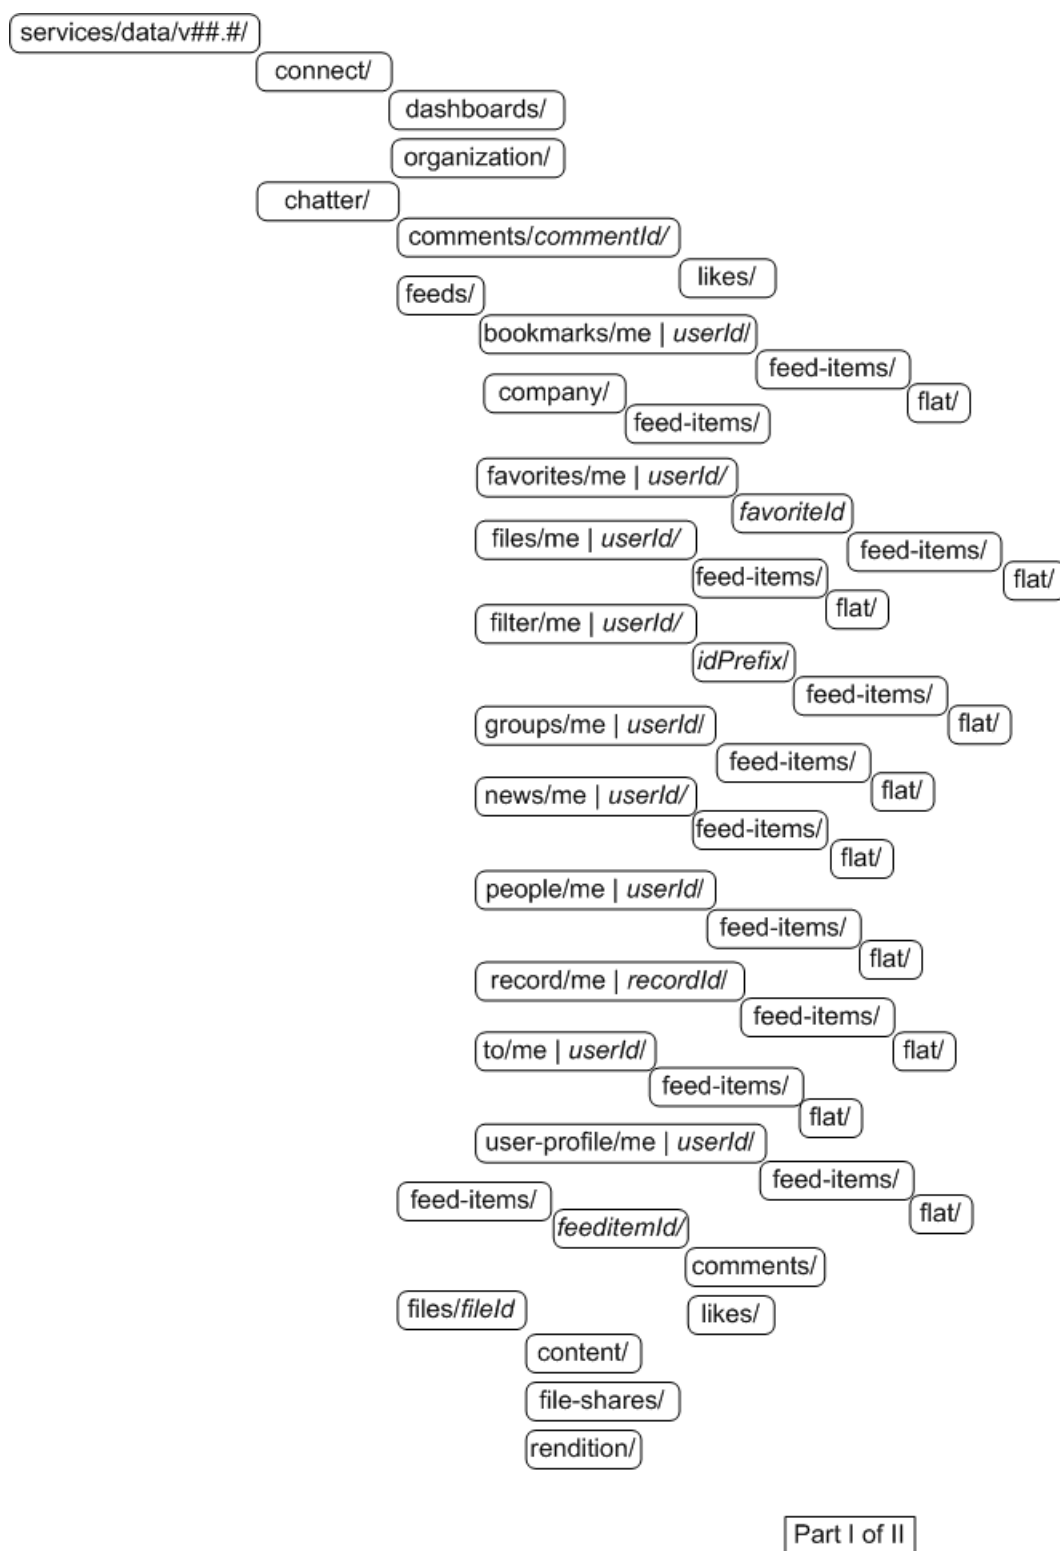 services/data/v##.#/
connect/
dashboards/
organization/
chatter/
comments/commentId/
likes/
feeds/
bookmarks/me | userId/
feed-items/
flat/
company/
feed-items/
favorites/me | userId/
favoriteId
feed-items/
flat/
files/me | userId/
feed-items/
flat/
filter/me | userId/
idPrefix/
feed-items/
flat/
groups/me | userId/
feed-items/
flat/
news/me | userId/
feed-items/
flat/
people/me | userId/
feed-items/
flat/
record/me | recordId/
feed-items/
flat/
to/me | userId/
feed-items/
flat/
user-profile/me | userId/
feed-items/
flat/
feed-items/
feeditemId/
comments/
likes/
files/fileId
content/
file-shares/
rendition/
Part I of II